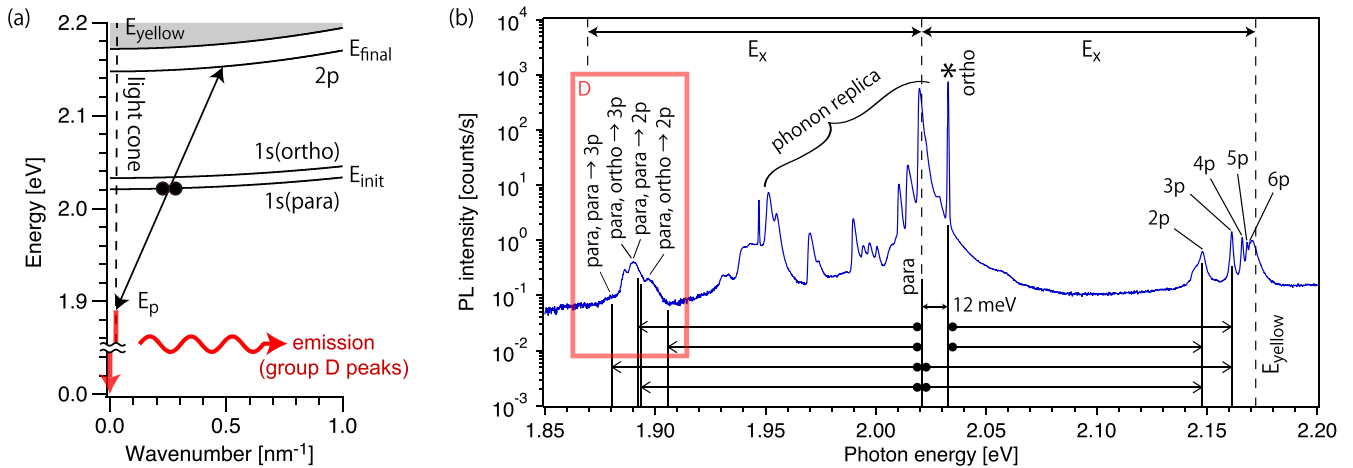 (a)
2.2
2.1
2.0
1.9
0.0
Energy [eV]
E_yellow
E_final
2p
light cone
1s(ortho)
E_init
1s(para)
E_p
emission
(group D peaks)
0.0
0.5
1.0
Wavenumber [nm⁻¹]
(b)
10⁴
10³
10²
10¹
10⁰
10⁻¹
10⁻²
10⁻³
PL intensity [counts/s]
E_x
E_x
D
para, para → 3p
para, ortho → 3p
para, para → 2p
para, ortho → 2p
phonon replica
*
ortho
para
12 meV
2p
3p
4p
5p
6p
E_yellow
1.85
1.90
1.95
2.00
2.05
2.10
2.15
2.20
Photon energy [eV]